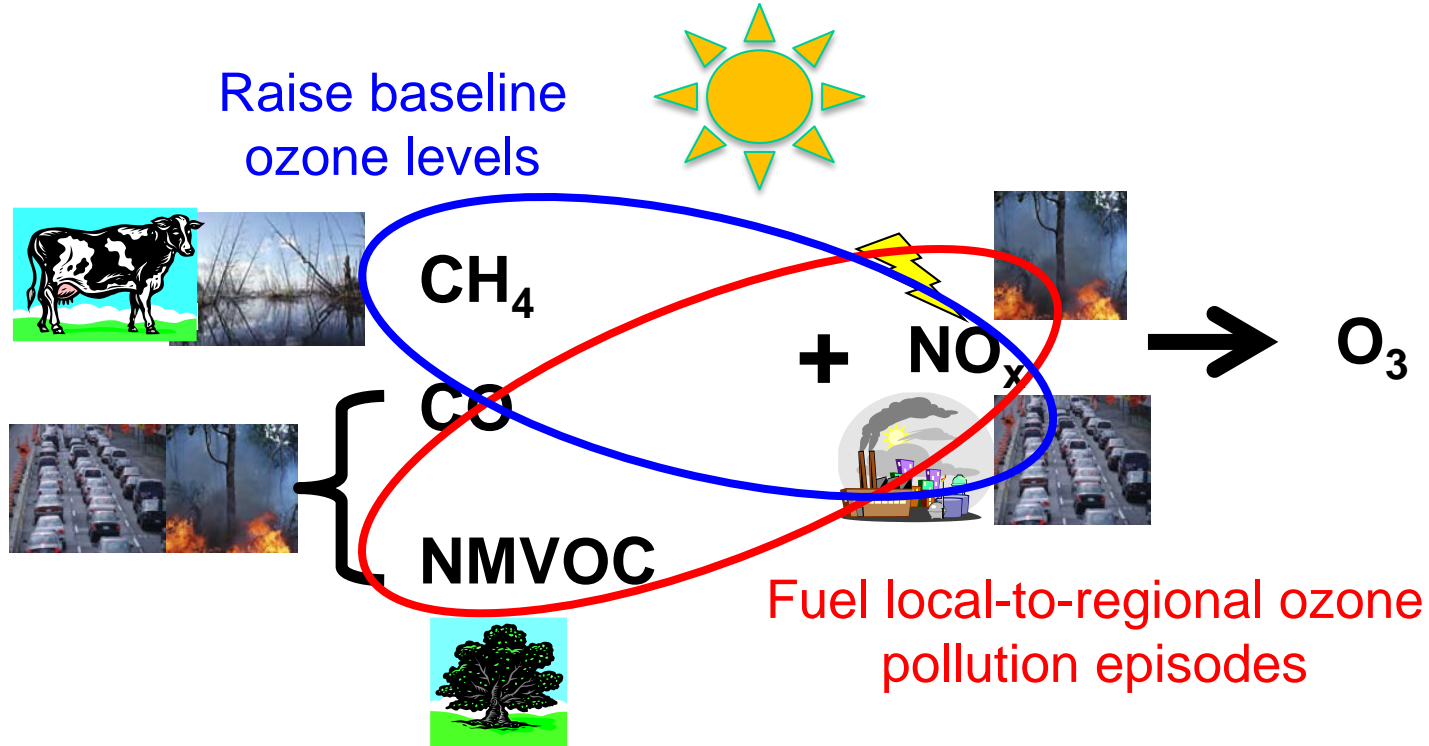 Raise baseline
ozone levels
CH₄
CO
NMVOC
+ NOₓ
O₃
Fuel local-to-regional ozone
pollution episodes